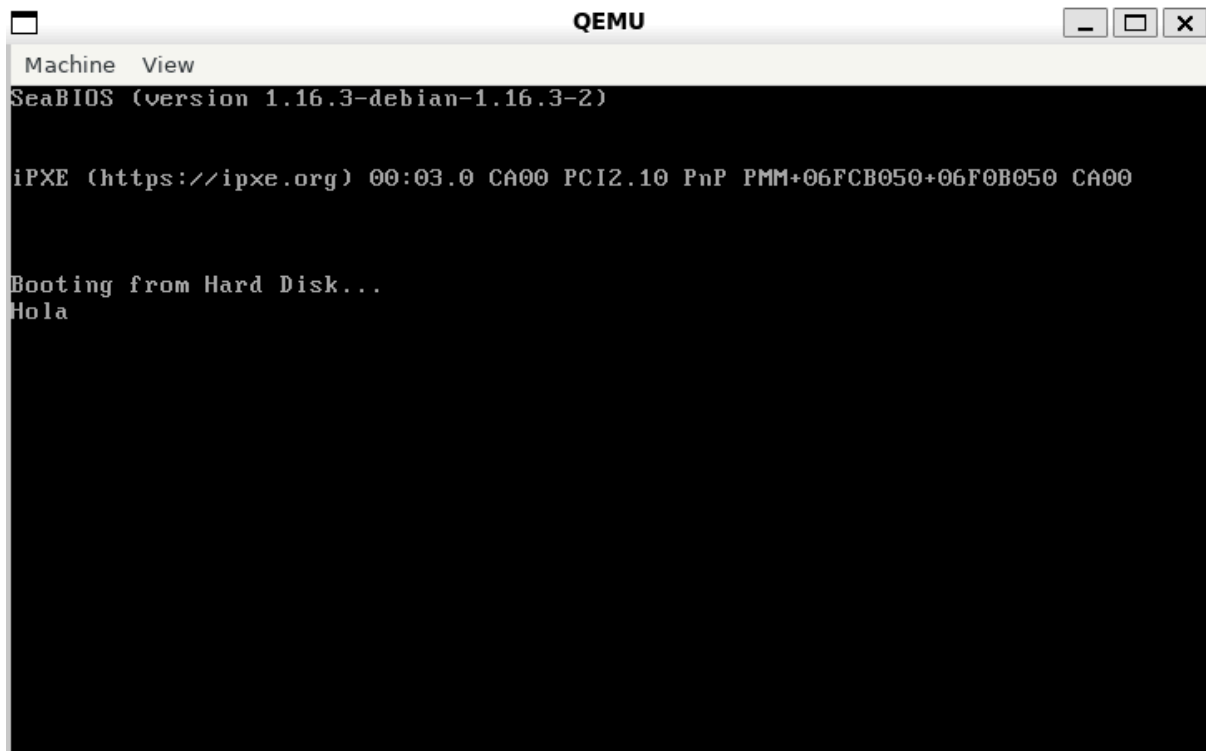 QEMU
Machine View
SeaBIOS (version 1.16.3-debian-1.16.3-2)
iPXE (https://ipxe.org) 00:03.0 CA00 PCI2.10 PnP PMM+06FCB050+06F0B050 CA00
Booting from Hard Disk...
Hola